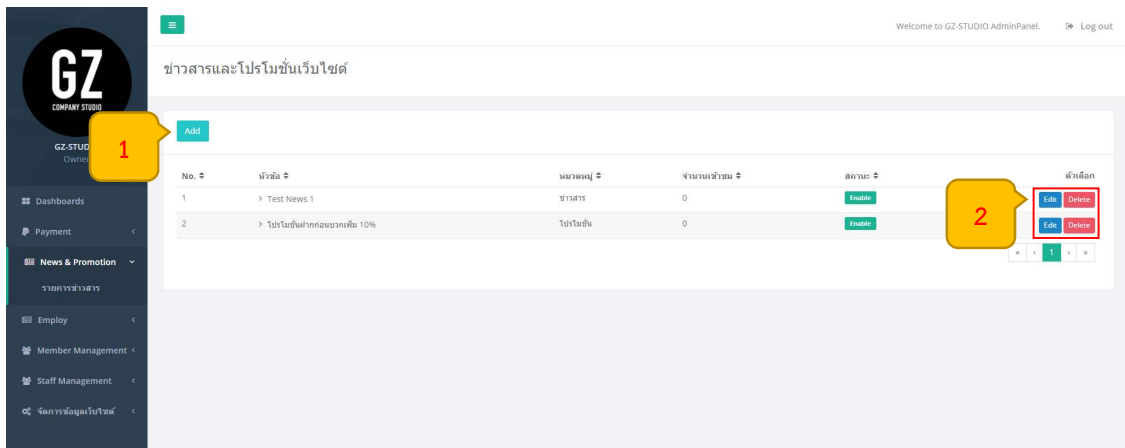 Welcome to GZ-STUDIO AdminPanel. Log out
GZ
COMPANY STUDIO
GZ-STUD
Owner
ข่าวสารและโปรโมชั่นเว็บไซต์
1
Add
No. หัวข้อ หมวดหมู่ จำนวนเข้าชม สถานะ ตัวเลือก
1 > Test News 1 ข่าวสาร 0 Enable Edit Delete
2 > โปรโมชั่นฝากก่อนบวกเพิ่ม 10% โปรโมชั่น 0 Enable Edit Delete
2
« ‹ 1 › »
Dashboards
Payment
News & Promotion
รายการข่าวสาร
Employ
Member Management
Staff Management
จัดการข้อมูลเว็บไซต์